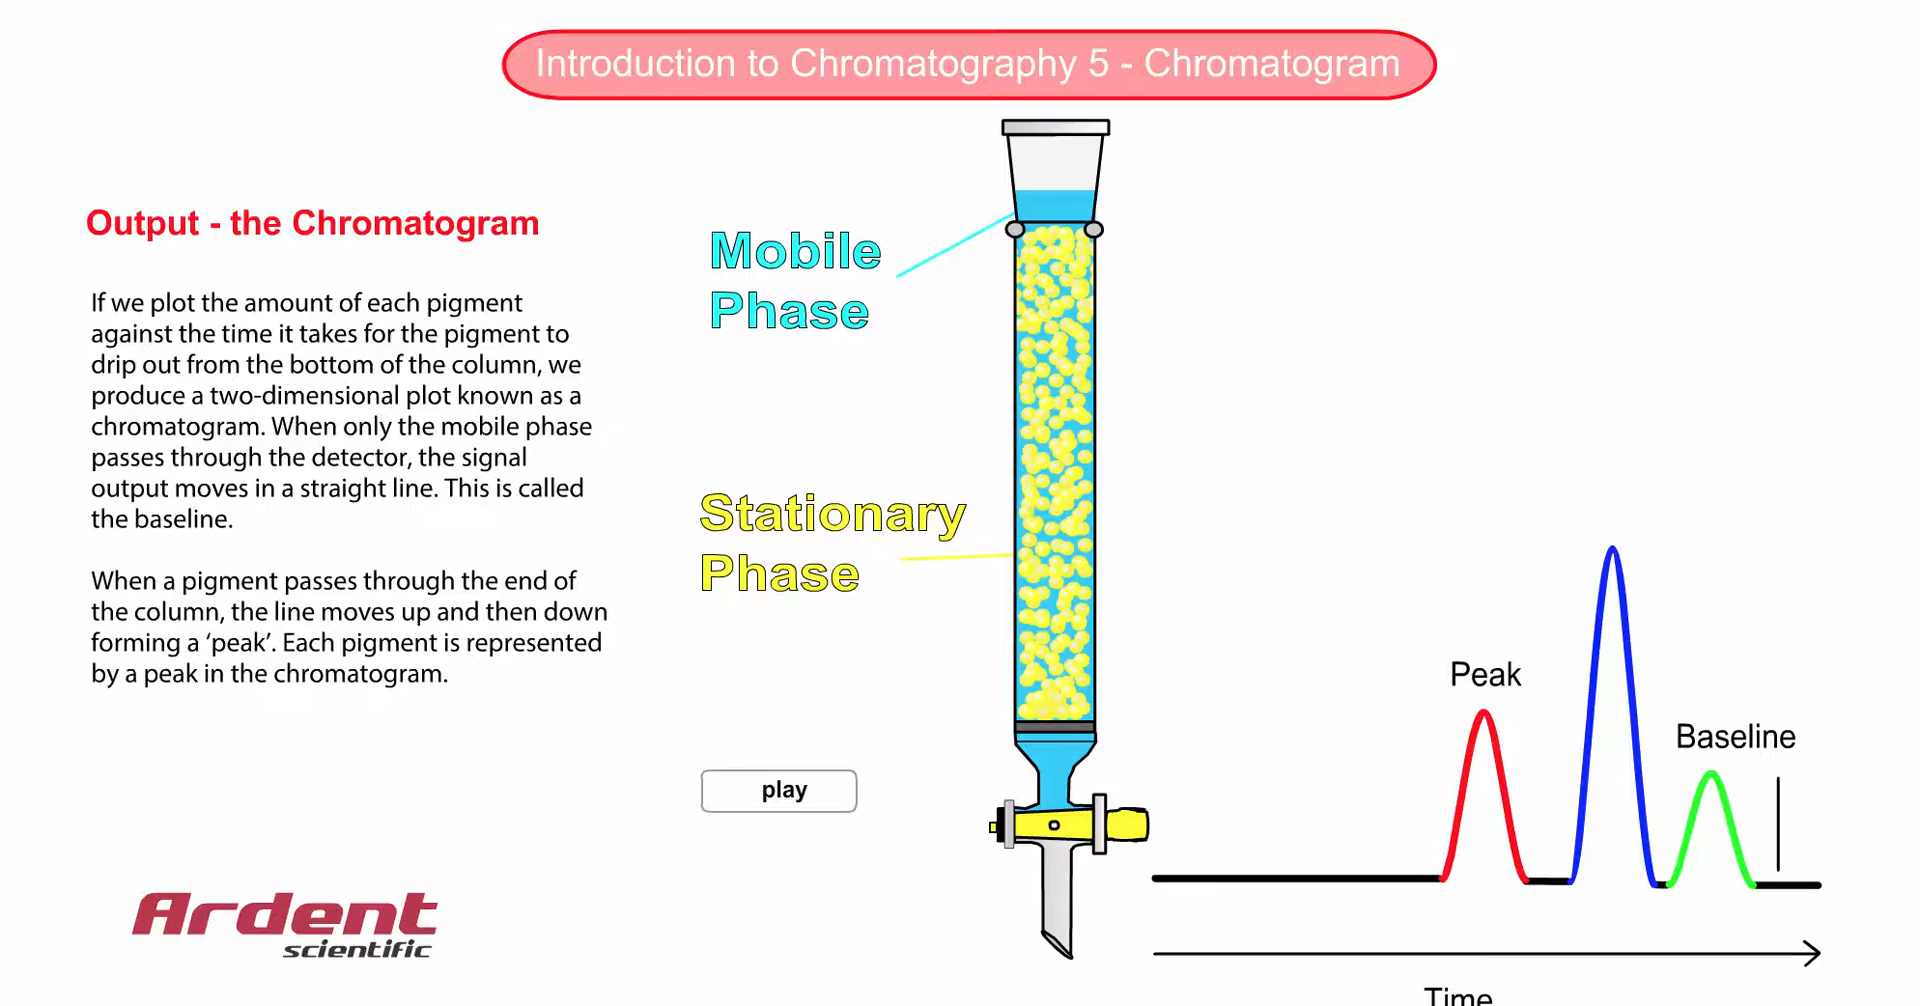 Introduction to Chromatography 5 - Chromatogram
Output - the Chromatogram
If we plot the amount of each pigment
against the time it takes for the pigment to
drip out from the bottom of the column, we
produce a two-dimensional plot known as a
chromatogram. When only the mobile phase
passes through the detector, the signal
output moves in a straight line. This is called
the baseline.
When a pigment passes through the end of
the column, the line moves up and then down
forming a ‘peak’. Each pigment is represented
by a peak in the chromatogram.
Mobile
Phase
Stationary
Phase
play
Peak
Baseline
Time
Ardent
scientific